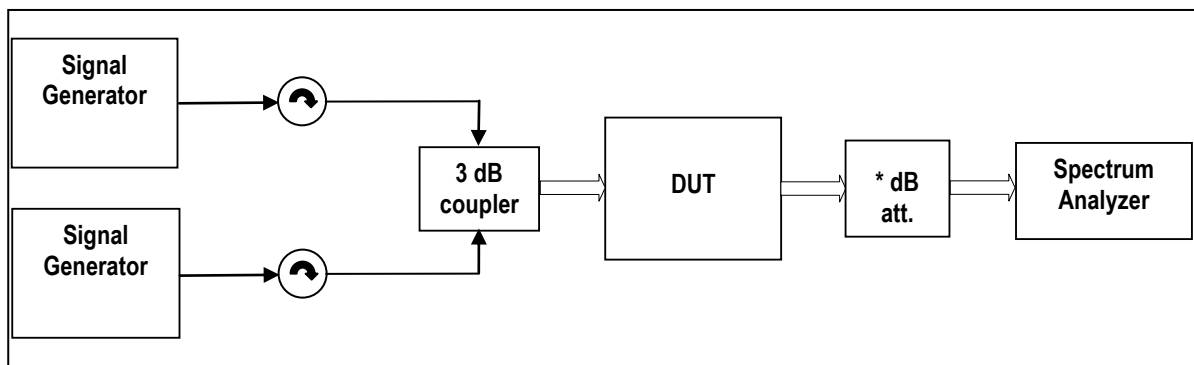 Signal
Generator
3 dB
coupler
DUT
* dB
att.
Spectrum
Analyzer
Signal
Generator